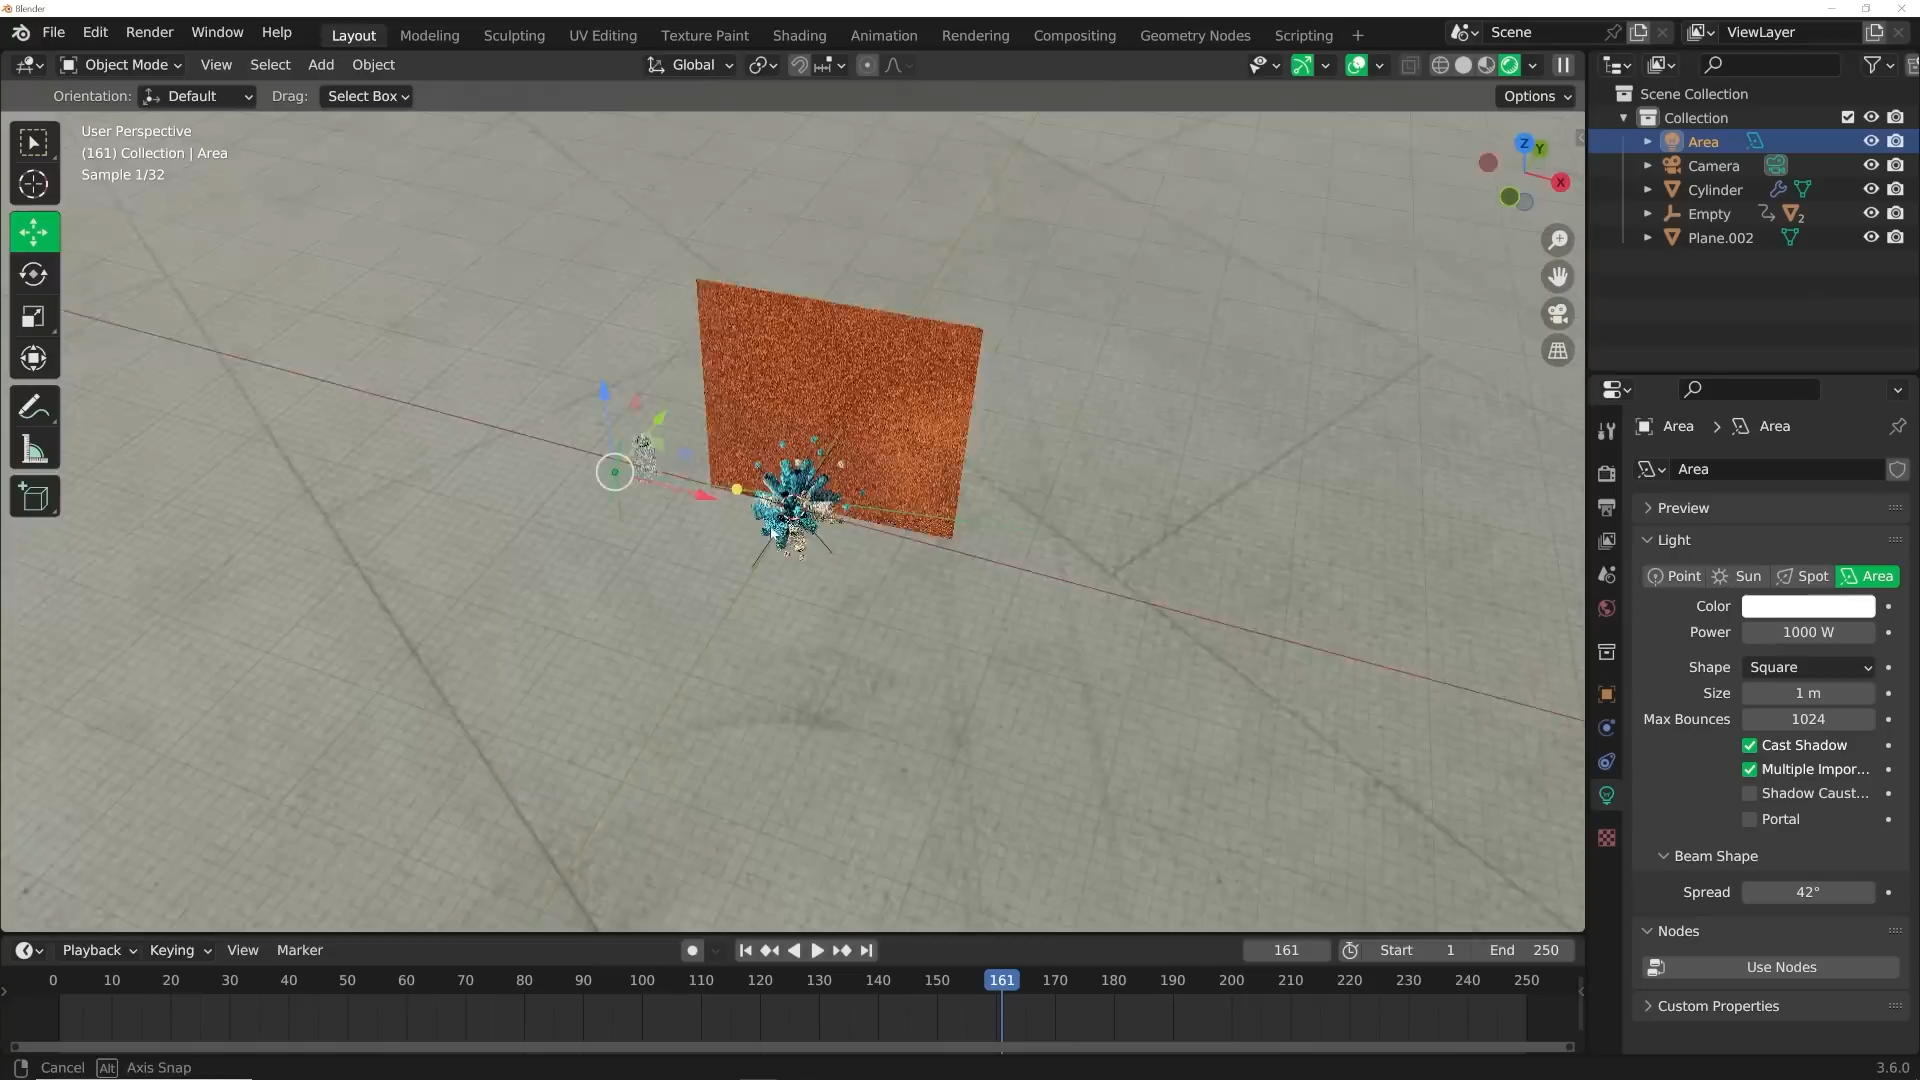 Blender
File Edit Render Window Help Layout Modeling Sculpting UV Editing Texture Paint Shading Animation Rendering Compositing Geometry Nodes Scripting + Scene ViewLayer
Object Mode View Select Add Object Global
Orientation: Default Drag: Select Box Options
User Perspective
(161) Collection | Area
Sample 1/32
Z Y X
Scene Collection
Collection
Area
Camera
Cylinder
Empty 2
Plane.002
Area > Area
Area
Preview
Light
Point Sun Spot Area
Color
Power 1000 W
Shape Square
Size 1 m
Max Bounces 1024
Cast Shadow
Multiple Impor...
Shadow Caust...
Portal
Beam Shape
Spread 42°
Nodes
Use Nodes
Custom Properties
Playback Keying View Marker 161 Start 1 End 250
0 10 20 30 40 50 60 70 80 90 100 110 120 130 140 150 161 170 180 190 200 210 220 230 240 250
Cancel Alt Axis Snap 3.6.0